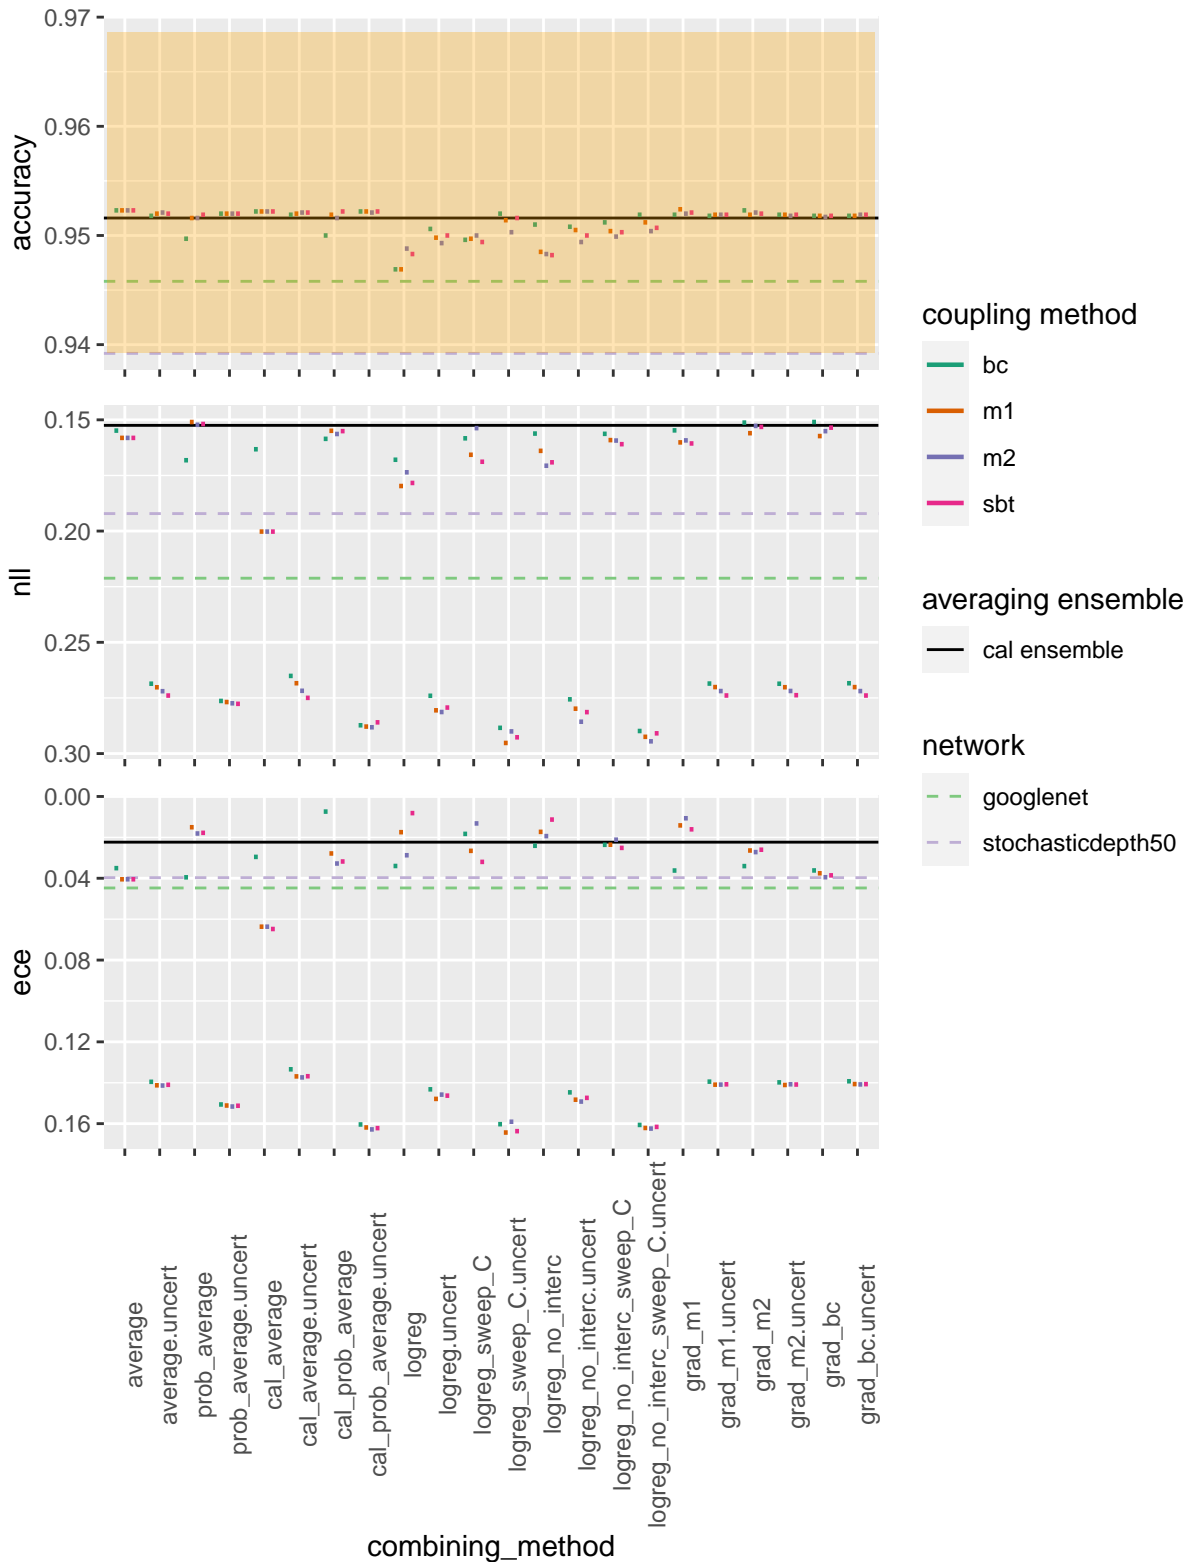 0.97
0.96
0.95
0.94
accuracy
0.15
0.20
0.25
0.30
nll
0.00
0.04
0.08
0.12
0.16
ece
average
average.uncert
prob_average
prob_average.uncert
cal_average
cal_average.uncert
cal_prob_average
cal_prob_average.uncert
logreg
logreg.uncert
logreg_sweep_C
logreg_sweep_C.uncert
logreg_no_interc
logreg_no_interc.uncert
logreg_no_interc_sweep_C
logreg_no_interc_sweep_C.uncert
grad_m1
grad_m1.uncert
grad_m2
grad_m2.uncert
grad_bc
grad_bc.uncert
combining_method
coupling method
bc
m1
m2
sbt
averaging ensemble
cal ensemble
network
googlenet
stochasticdepth50